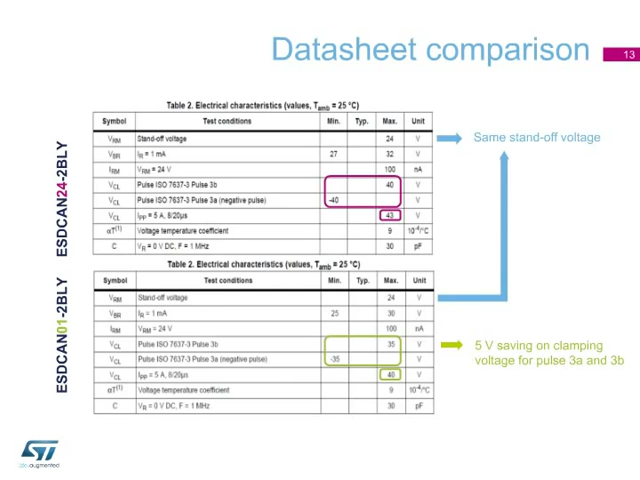 Datasheet comparison
13
Table 2. Electrical characteristics (values, Tamb = 25 °C)
Symbol Test conditions Min. Typ. Max. Unit
VRM Stand-off voltage 24 V
VBR IR = 1 mA 27 32 V
IRM VRM = 24 V 100 nA
VCL Pulse ISO 7637-3 Pulse 3b 40 V
VCL Pulse ISO 7637-3 Pulse 3a (negative pulse) -40 V
VCL IPP = 5 A, 8/20µs 43 V
αT(1) Voltage temperature coefficient 9 10-4/°C
C VR = 0 V DC, F = 1 MHz 30 pF
ESDCAN24-2BLY
Same stand-off voltage
Table 2. Electrical characteristics (values, Tamb = 25 °C)
Symbol Test conditions Min. Typ. Max. Unit
VRM Stand-off voltage 24 V
VBR IR = 1 mA 25 30 V
IRM VRM = 24 V 100 nA
VCL Pulse ISO 7637-3 Pulse 3b 35 V
VCL Pulse ISO 7637-3 Pulse 3a (negative pulse) -35 V
VCL IPP = 5 A, 8/20µs 40 V
αT(1) Voltage temperature coefficient 9 10-4/°C
C VR = 0 V DC, F = 1 MHz 30 pF
ESDCAN01-2BLY
5 V saving on clamping
voltage for pulse 3a and 3b
ST
life.augmented